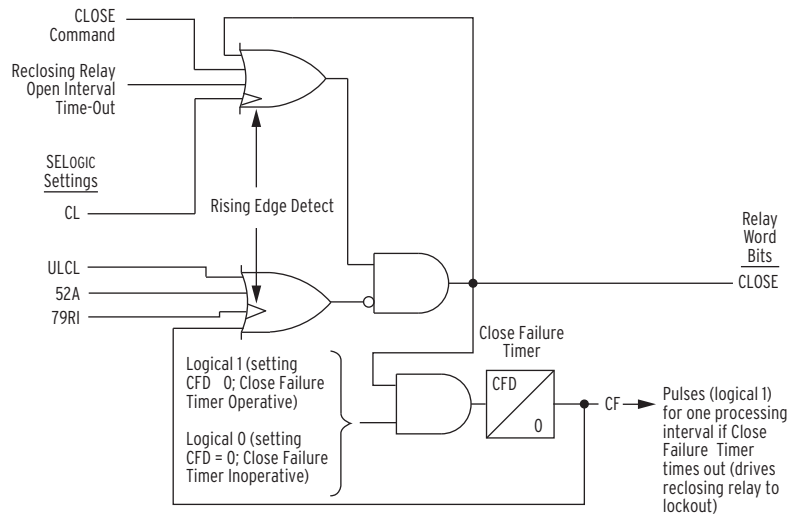 CLOSE
Command
Reclosing Relay
Open Interval
Time-Out
SELOGIC
Settings
CL
Rising Edge Detect
ULCL
52A
79RI
Relay
Word
Bits
CLOSE
Close Failure
Timer
Logical 1 (setting
CFD 0; Close Failure
Timer Operative)
Logical 0 (setting
CFD = 0; Close Failure
Timer Inoperative)
CFD
0
CF
Pulses (logical 1)
for one processing
interval if Close
Failure Timer
times out (drives
reclosing relay to
lockout)